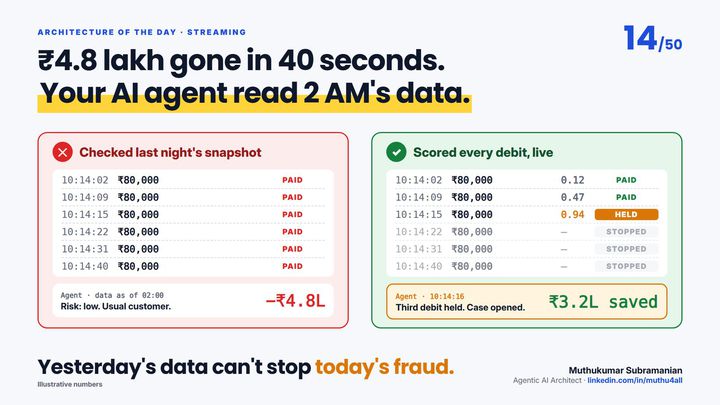 ARCHITECTURE OF THE DAY · STREAMING
14/50
₹4.8 lakh gone in 40 seconds.
Your AI agent read 2 AM's data.
Checked last night's snapshot
10:14:02 ₹80,000 PAID
10:14:09 ₹80,000 PAID
10:14:15 ₹80,000 PAID
10:14:22 ₹80,000 PAID
10:14:31 ₹80,000 PAID
10:14:40 ₹80,000 PAID
Agent · data as of 02:00
Risk: low. Usual customer.
−₹4.8L
Scored every debit, live
10:14:02 ₹80,000 0.12 PAID
10:14:09 ₹80,000 0.47 PAID
10:14:15 ₹80,000 0.94 HELD
10:14:22 ₹80,000 — STOPPED
10:14:31 ₹80,000 — STOPPED
10:14:40 ₹80,000 — STOPPED
Agent · 10:14:16
Third debit held. Case opened.
₹3.2L saved
Yesterday's data can't stop today's fraud.
Illustrative numbers
Muthukumar Subramanian
Agentic AI Architect · linkedin.com/in/muthu4all